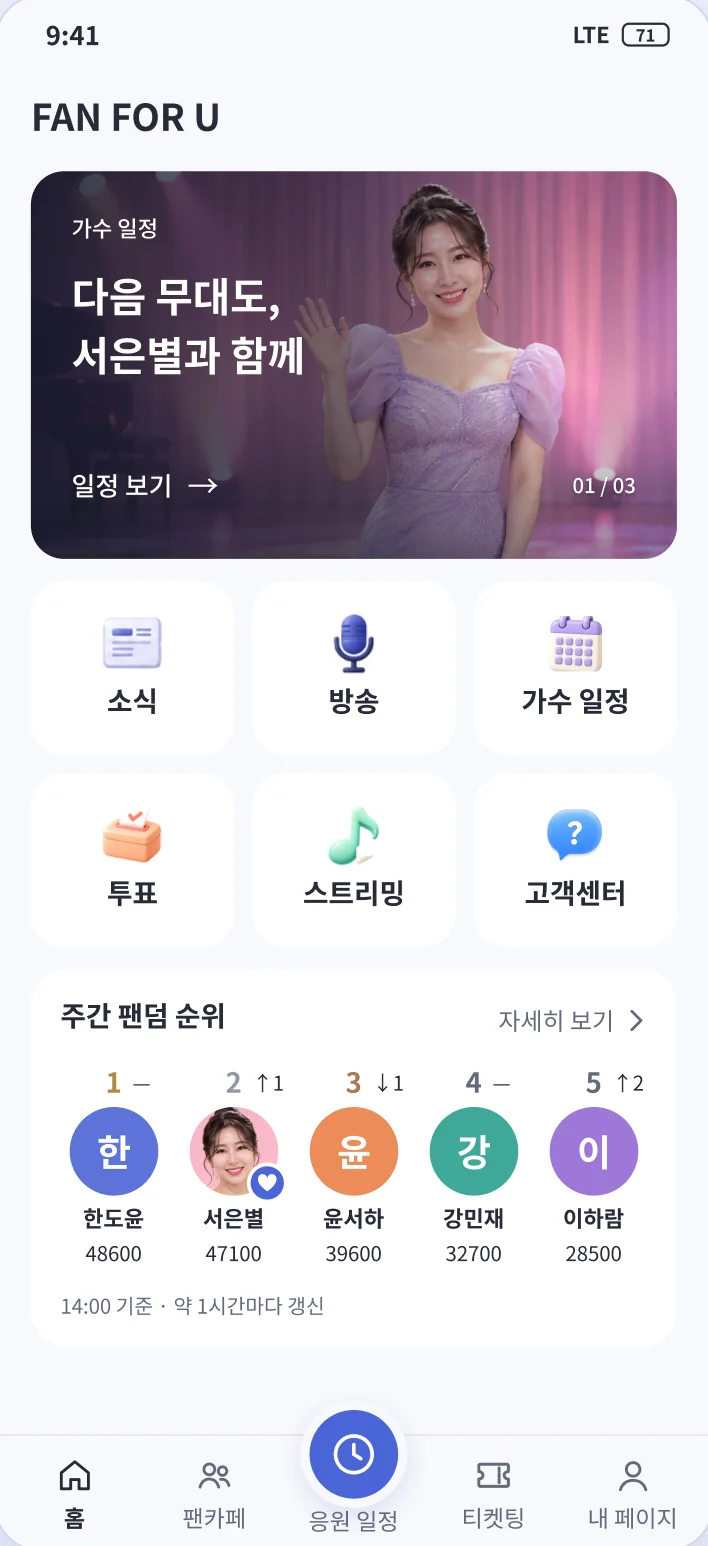 9:41
LTE 71
FAN FOR U
가수 일정
다음 무대도,
서은별과 함께
일정 보기 →
01 / 03
소식
방송
가수 일정
투표
스트리밍
?
고객센터
주간 팬덤 순위
자세히 보기 >
1 –
2 ↑1
3 ↓1
4 –
5 ↑2
한
윤
강
이
한도윤
서은별
윤서하
강민재
이하람
48600
47100
39600
32700
28500
14:00 기준 · 약 1시간마다 갱신
홈
팬카페
응원 일정
티켓팅
내 페이지